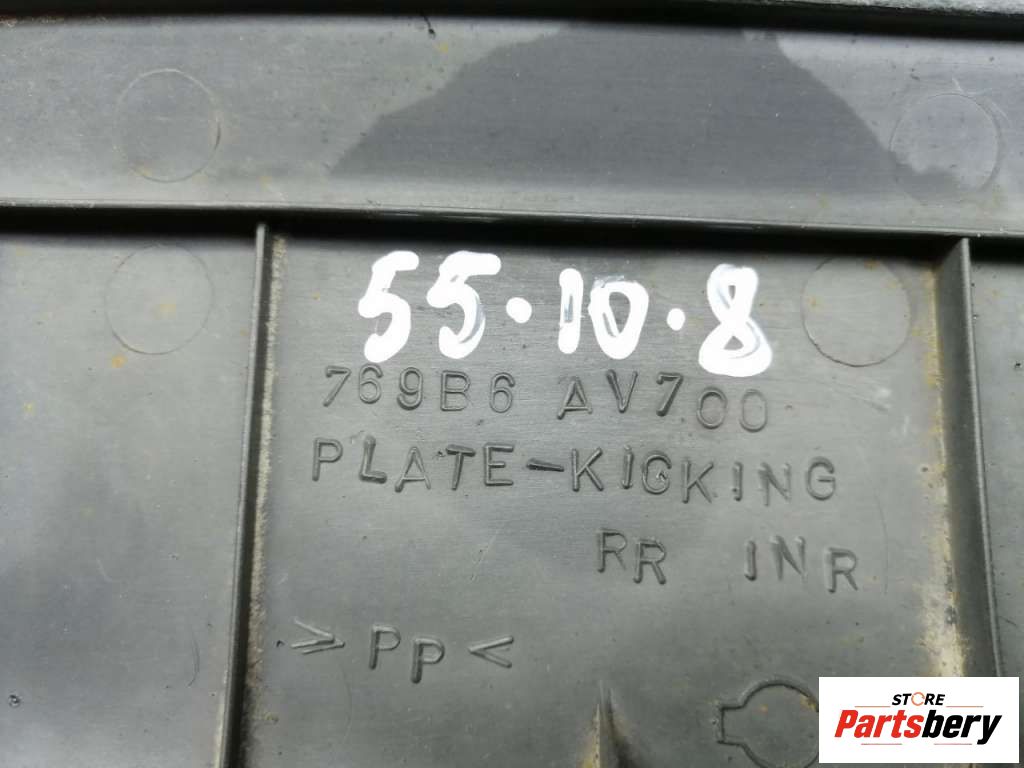 55.10.8
769B6 AV700
PLATE-KICKING
RR INR
>PP<
STORE
Partsbery